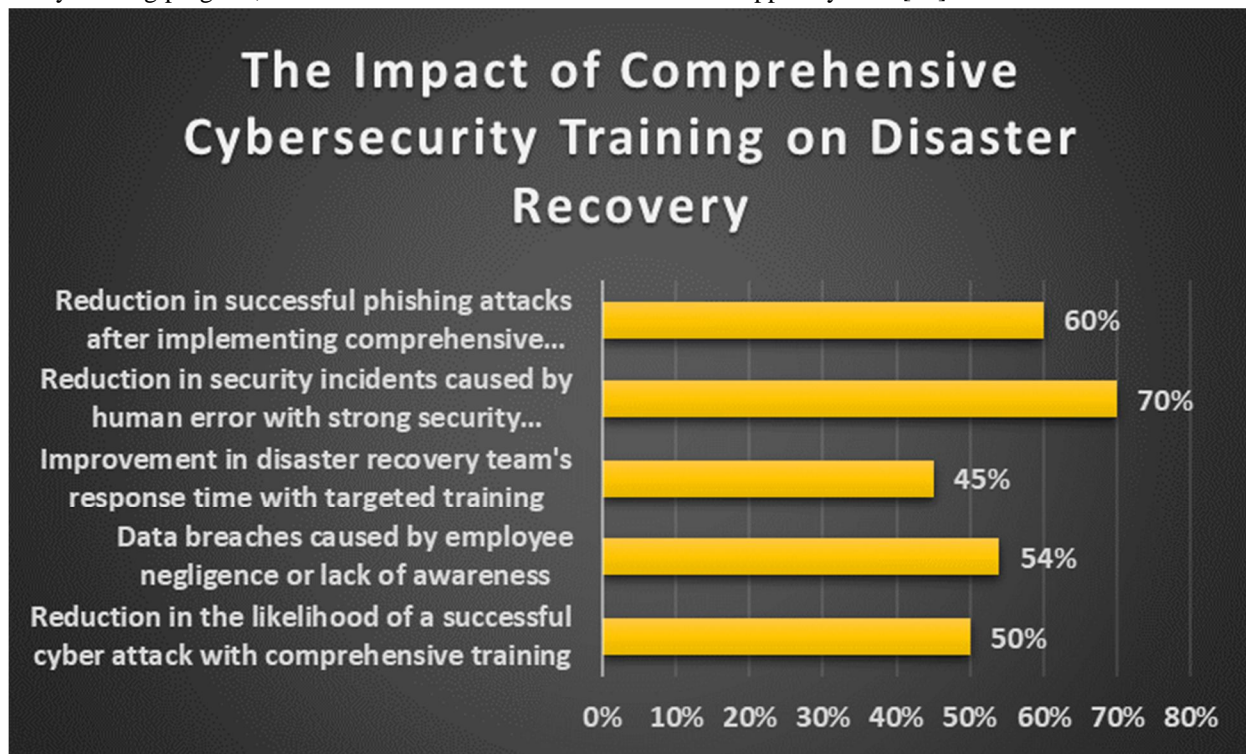 The Impact of Comprehensive
Cybersecurity Training on Disaster
Recovery
Reduction in successful phishing attacks
after implementing comprehensive...
60%
Reduction in security incidents caused by
human error with strong security...
70%
Improvement in disaster recovery team's
response time with targeted training
45%
Data breaches caused by employee
negligence or lack of awareness
54%
Reduction in the likelihood of a successful
cyber attack with comprehensive training
50%
0% 10% 20% 30% 40% 50% 60% 70% 80%